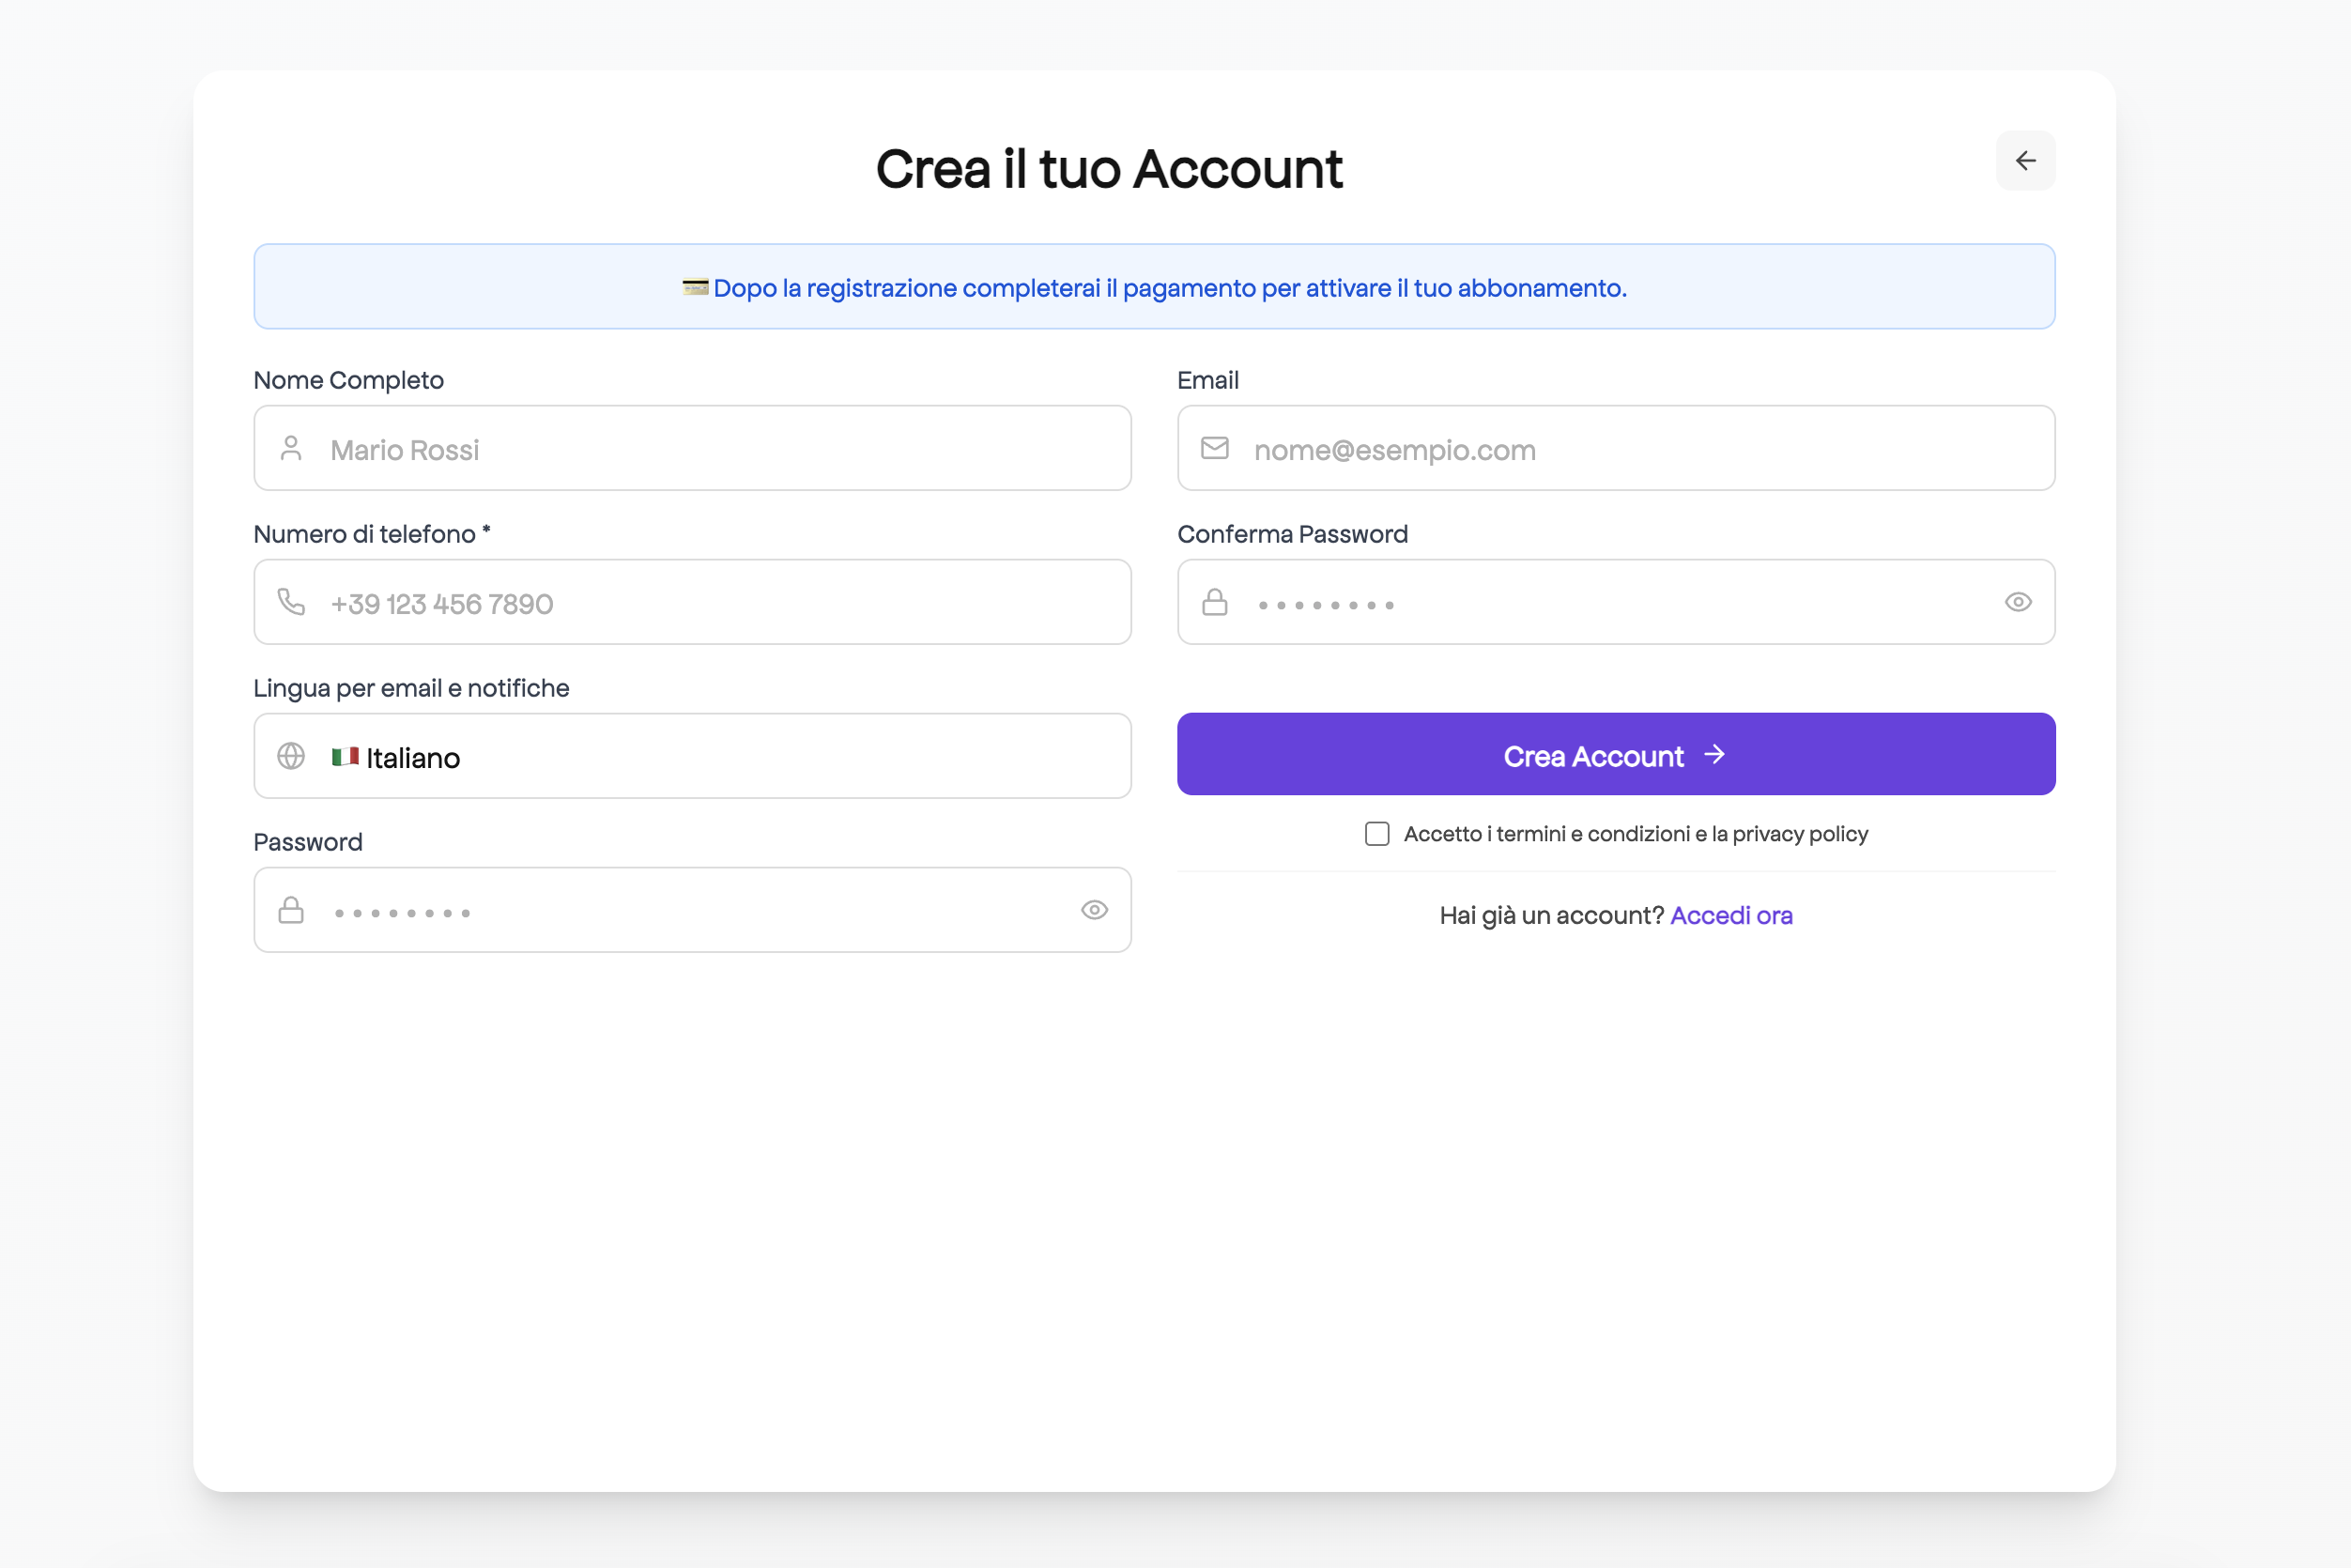 Crea il tuo Account
💳 Dopo la registrazione completerai il pagamento per attivare il tuo abbonamento.
Nome Completo
Mario Rossi
Email
nome@esempio.com
Numero di telefono *
+39 123 456 7890
Conferma Password
••••••••
Lingua per email e notifiche
🇮🇹 Italiano
Crea Account →
Accetto i termini e condizioni e la privacy policy
Password
••••••••
Hai già un account? Accedi ora